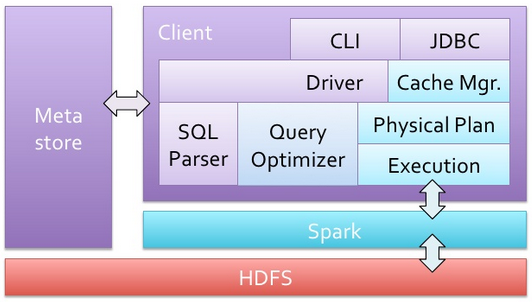 Client
CLI
JDBC
Meta
store
Driver
Cache Mgr.
SQL
Parser
Query
Optimizer
Physical Plan
Execution
Spark
HDFS